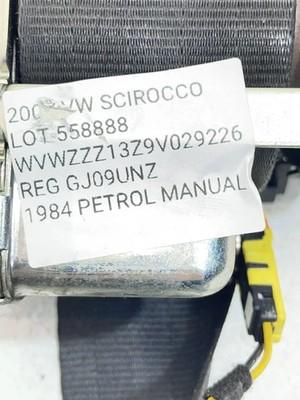 VW SCIROCCO
LOT 558888
WVWZZZ13Z9V029226
REG GJ09UNZ
1984 PETROL MANUAL